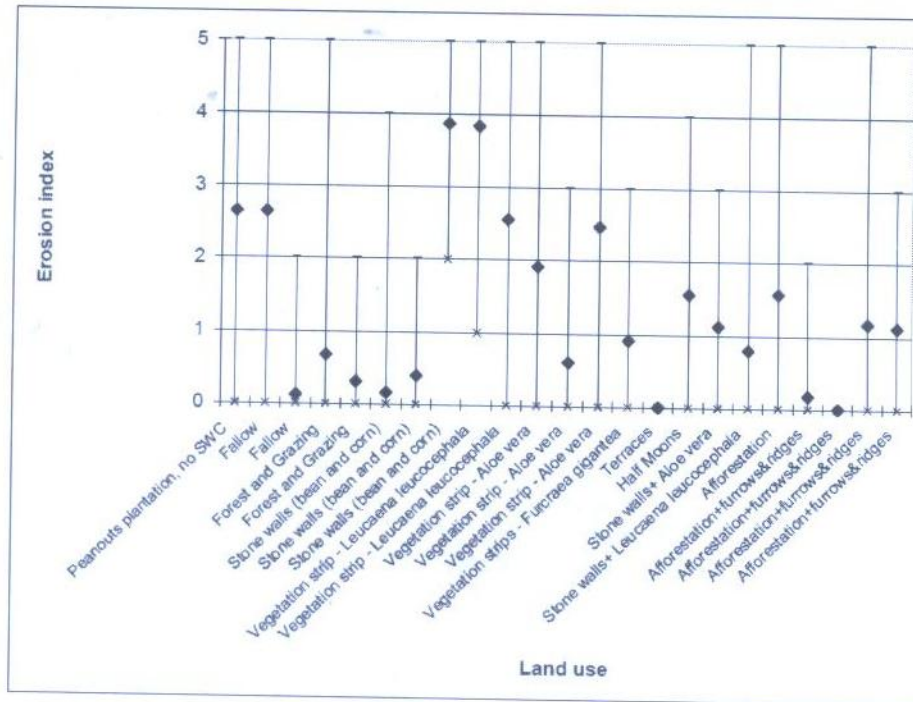 Erosion index
5
4
3
2
1
0
Peanouts plantation, no SWC
Fallow
Fallow
Forest and Grazing
Forest and Grazing
Stone walls (bean and corn)
Stone walls (bean and corn)
Stone walls (bean and corn)
Vegetation strip - Leucaena leucocephala
Vegetation strip - Leucaena leucocephala
Vegetation strip - Aloe vera
Vegetation strip - Aloe vera
Vegetation strip - Aloe vera
Vegetation strips - Furcraea gigantea
Terraces
Half Moons
Stone walls+ Aloe vera
Stone walls+ Leucaena leucocephala
Afforestation
Afforestation+furrows&ridges
Afforestation+furrows&ridges
Afforestation+furrows&ridges
Afforestation+furrows&ridges
Land use